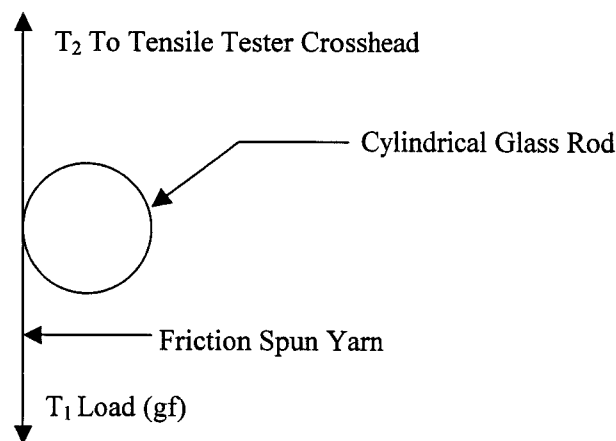 T₂ To Tensile Tester Crosshead
Cylindrical Glass Rod
Friction Spun Yarn
T₁ Load (gf)